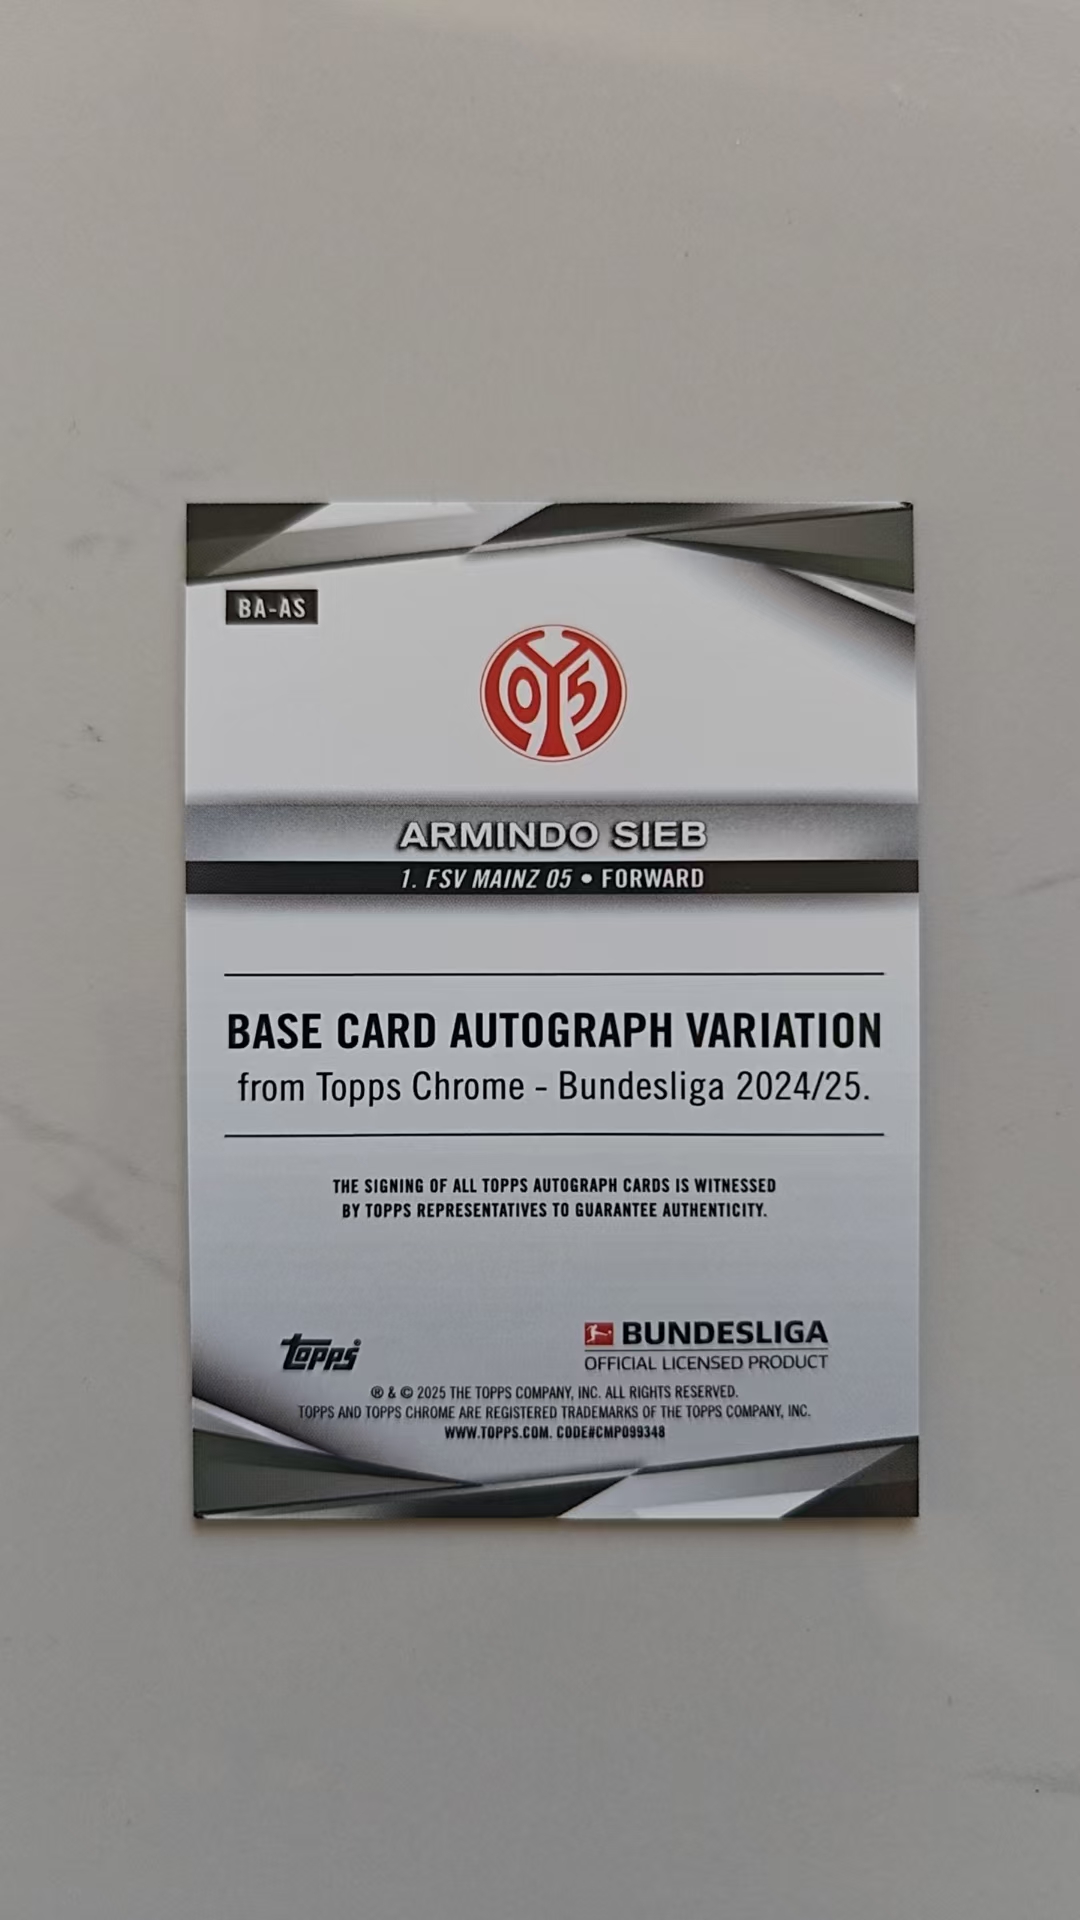 BA-AS
05
ARMINDO SIEB
1. FSV MAINZ 05 • FORWARD
BASE CARD AUTOGRAPH VARIATION
from Topps Chrome - Bundesliga 2024/25.
THE SIGNING OF ALL TOPPS AUTOGRAPH CARDS IS WITNESSED
BY TOPPS REPRESENTATIVES TO GUARANTEE AUTHENTICITY.
topps®
BUNDESLIGA
OFFICIAL LICENSED PRODUCT
® & © 2025 THE TOPPS COMPANY, INC. ALL RIGHTS RESERVED.
TOPPS AND TOPPS CHROME ARE REGISTERED TRADEMARKS OF THE TOPPS COMPANY, INC.
WWW.TOPPS.COM. CODE#CMP099348